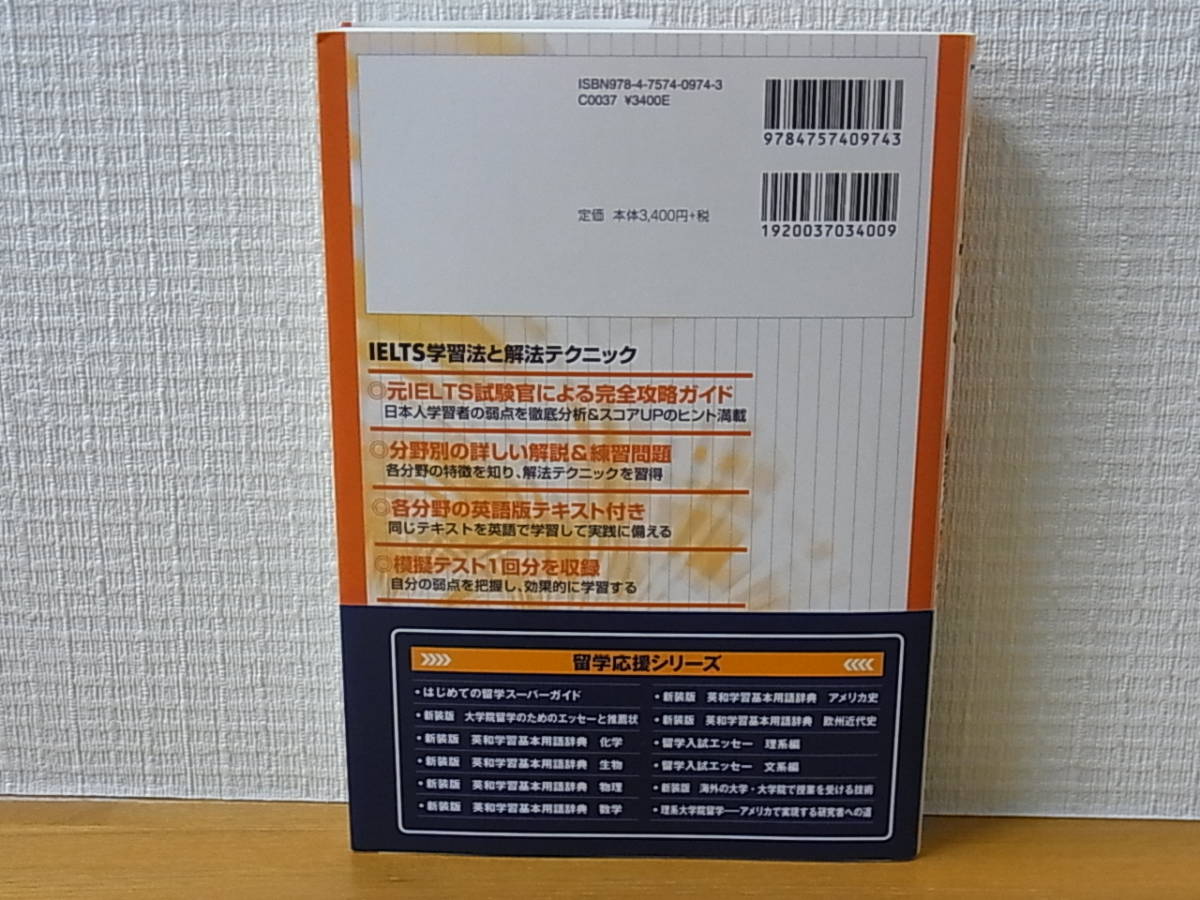 ISBN978-4-7574-0974-3
C0037 ¥3400E
9784757409743
定価 本体3,400円+税
1920037034009
IELTS学習法と解法テクニック
◎元IELTS試験官による完全攻略ガイド
日本人学習者の弱点を徹底分析&スコアUPのヒント満載
◎分野別の詳しい解説&練習問題
各分野の特徴を知り、解法テクニックを習得
◎各分野の英語版テキスト付き
同じテキストを英語で学習して実践に備える
◎模擬テスト1回分を収録
自分の弱点を把握し、効果的に学習する
留学応援シリーズ
・はじめての留学スーパーガイド
・新装版 大学院留学のためのエッセーと推薦状
・新装版 英和学習基本用語辞典 化学
・新装版 英和学習基本用語辞典 生物
・新装版 英和学習基本用語辞典 物理
・新装版 英和学習基本用語辞典 数学
・新装版 英和学習基本用語辞典 アメリカ史
・新装版 英和学習基本用語辞典 欧州近代史
・留学入試エッセー 理系編
・留学入試エッセー 文系編
・新装版 海外の大学・大学院で授業を受ける技術
・理系大学院留学――アメリカで実現する研究者への道